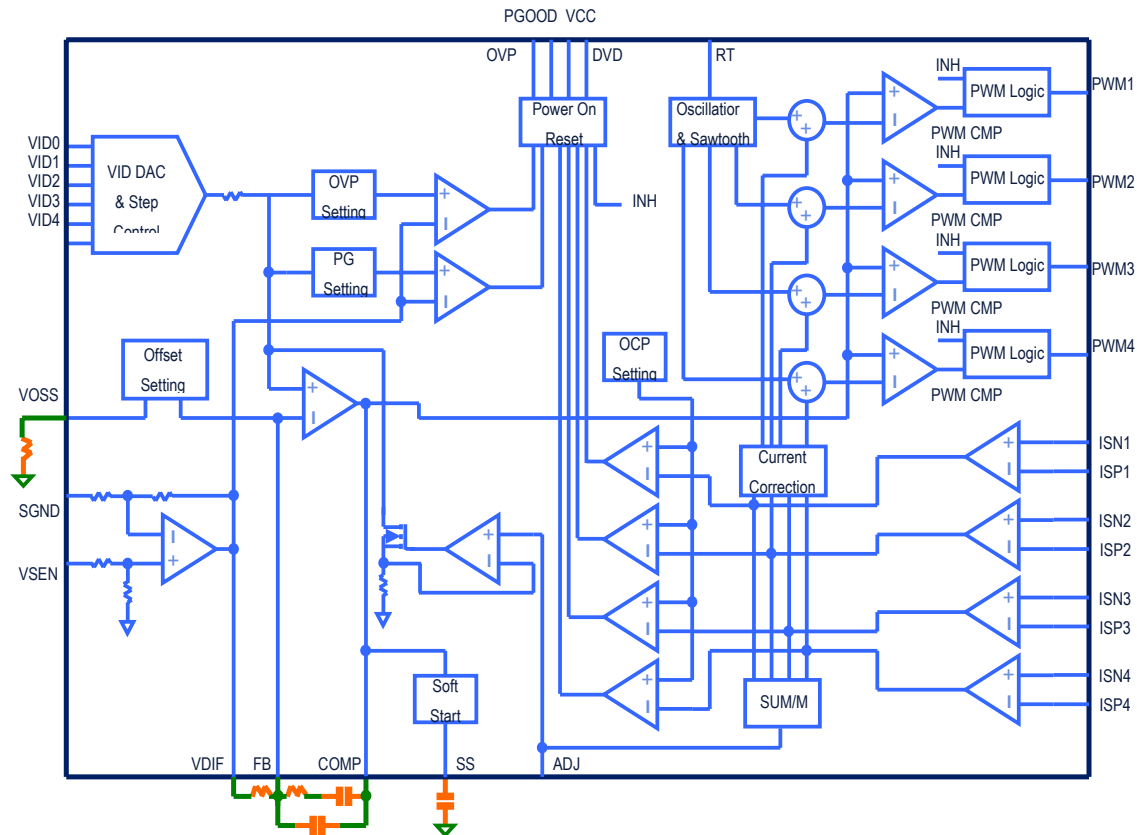 PGOOD VCC
OVP
DVD
RT
INH
PWM1
Power On
Reset
Oscillator
& Sawtooth
PWM Logic
PWM CMP
INH
PWM2
PWM Logic
VID0
VID1
VID2
VID3
VID4
VID DAC
& Step
Control
OVP
Setting
INH
PWM CMP
INH
PWM3
PWM Logic
PG
Setting
PWM CMP
INH
PWM4
PWM Logic
Offset
Setting
OCP
Setting
PWM CMP
VOSS
Current
Correction
ISN1
ISP1
SGND
ISN2
ISP2
VSEN
ISN3
ISP3
Soft
Start
SUM/M
ISN4
ISP4
VDIF
FB
COMP
SS
ADJ